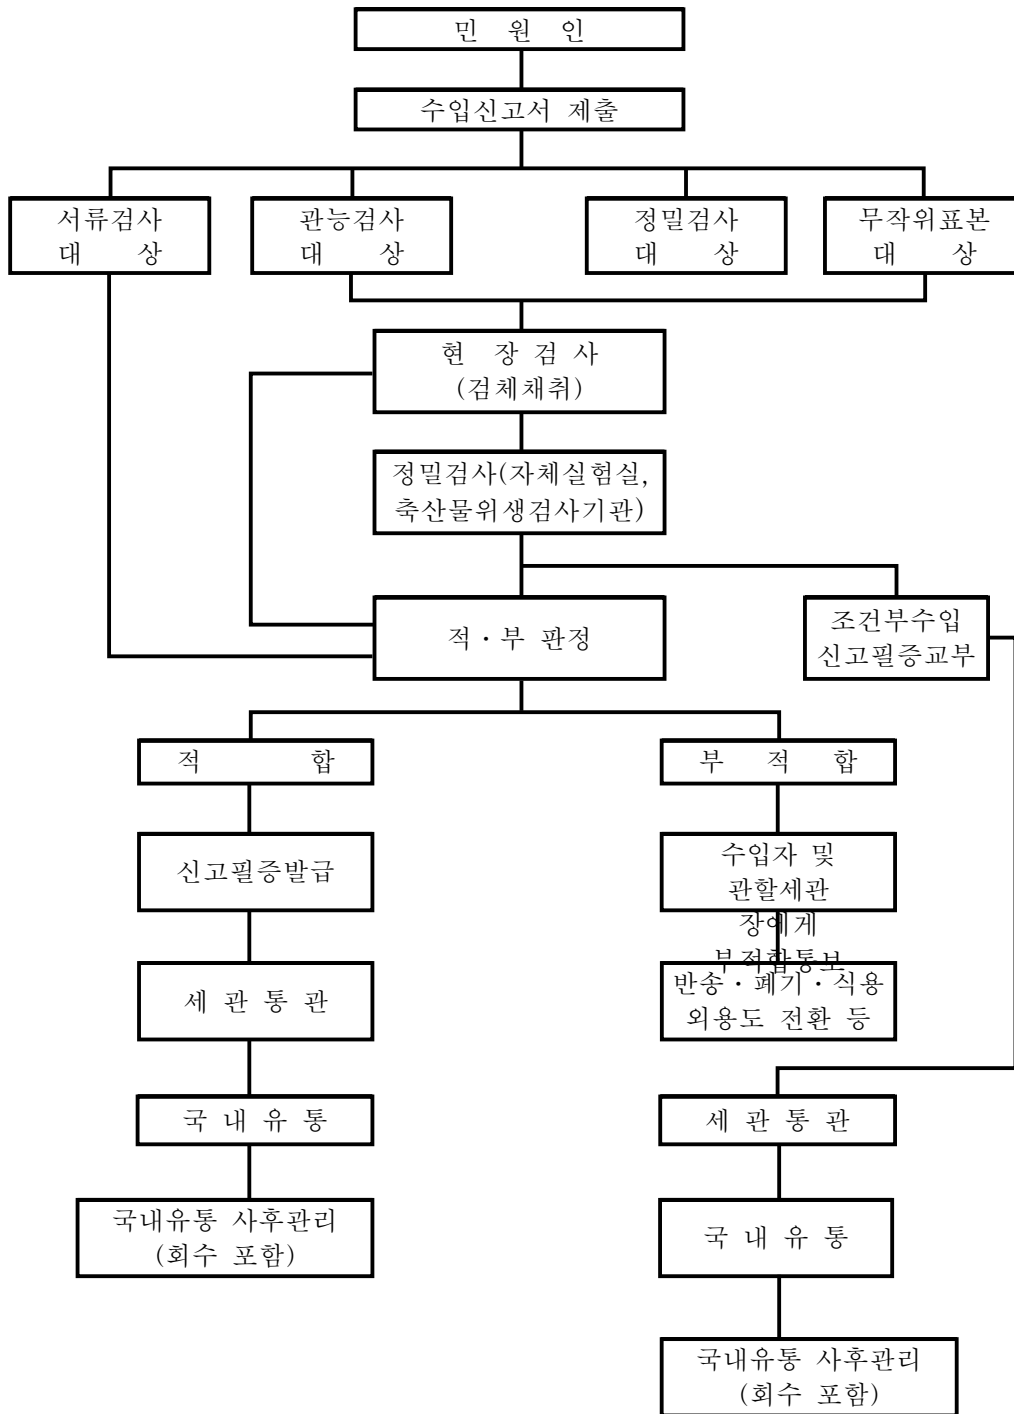 민 원 인
수입신고서 제출
서류검사
대 상
관능검사
대 상
정밀검사
대 상
무작위표본
대 상
현 장 검 사
(검체채취)
정밀검사(자체실험실,
축산물위생검사기관)
적·부 판정
조건부수입
신고필증교부
적 합
부 적 합
신고필증발급
수입자 및
관할세관
장에게
부적합통보
세 관 통 관
반송·폐기·식용
외용도 전환 등
국 내 유 통
세 관 통 관
국내유통 사후관리
(회수 포함)
국 내 유 통
국내유통 사후관리
(회수 포함)